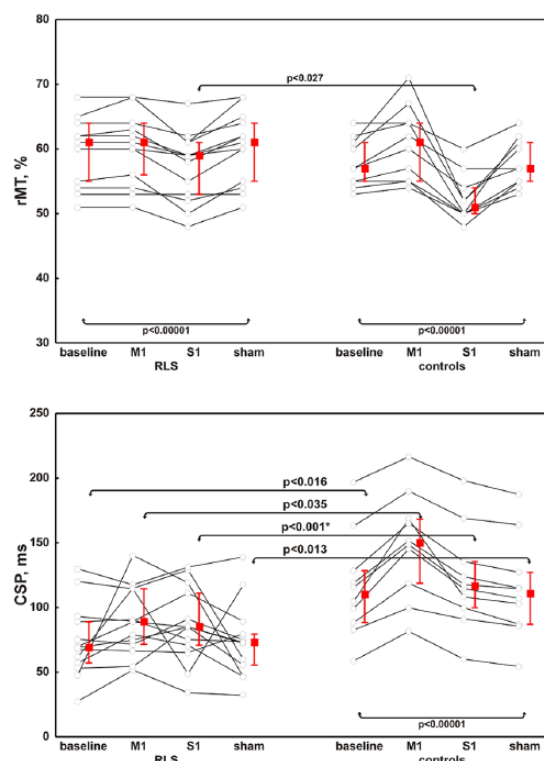 80
70
60
50
40
30
rMT, %
p<0.027
p<0.00001
p<0.00001
baseline M1 S1 sham baseline M1 S1 sham
RLS controls
250
200
150
100
50
0
CSP, ms
p<0.016
p<0.035
p<0.001*
p<0.013
p<0.00001
baseline M1 S1 sham baseline M1 S1 sham
RLS controls